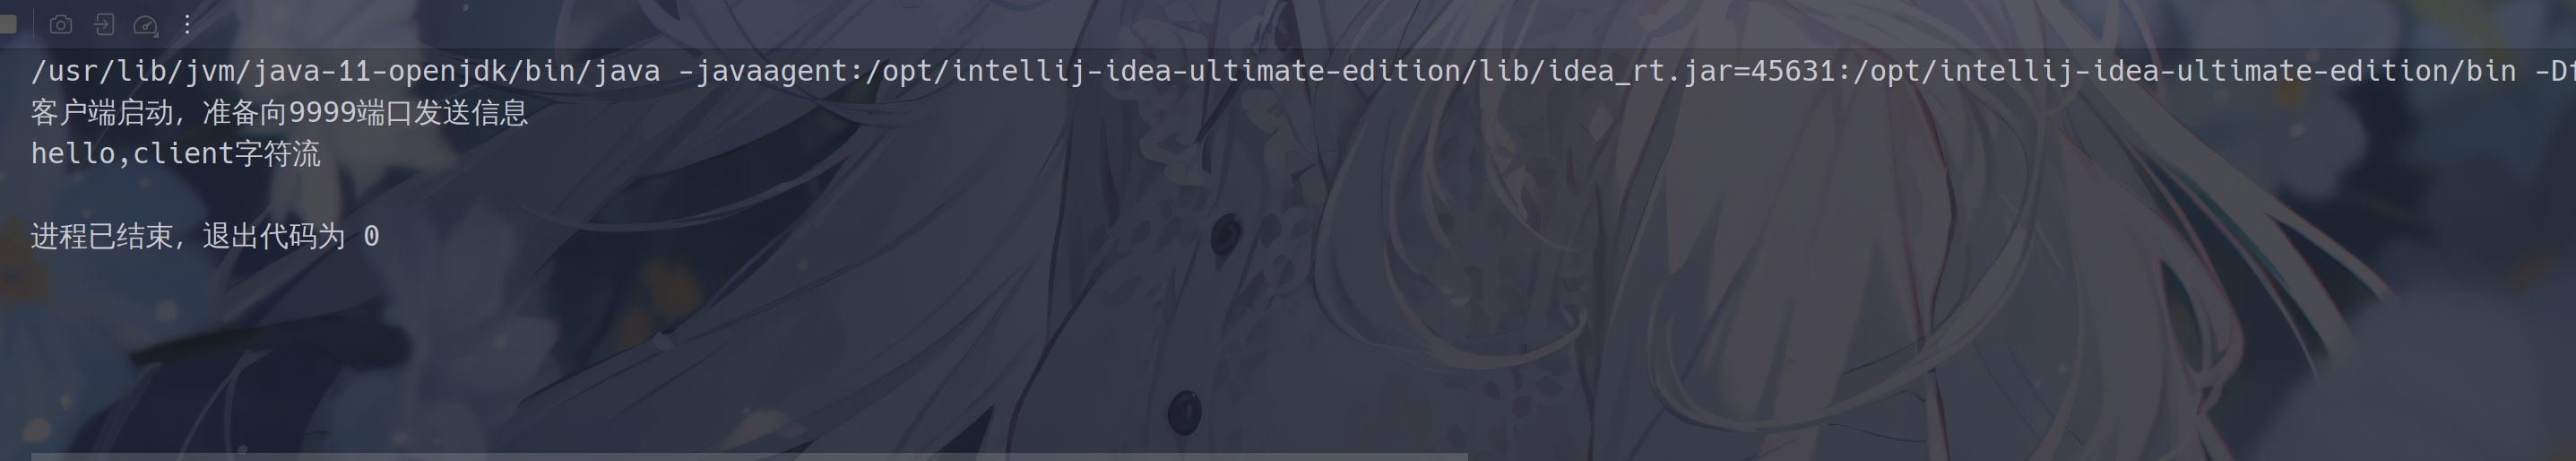 /usr/lib/jvm/java-11-openjdk/bin/java -javaagent:/opt/intellij-idea-ultimate-edition/lib/idea_rt.jar=45631:/opt/intellij-idea-ultimate-edition/bin -Df
客户端启动, 准备向9999端口发送信息
hello,client字符流
进程已结束, 退出代码为 0